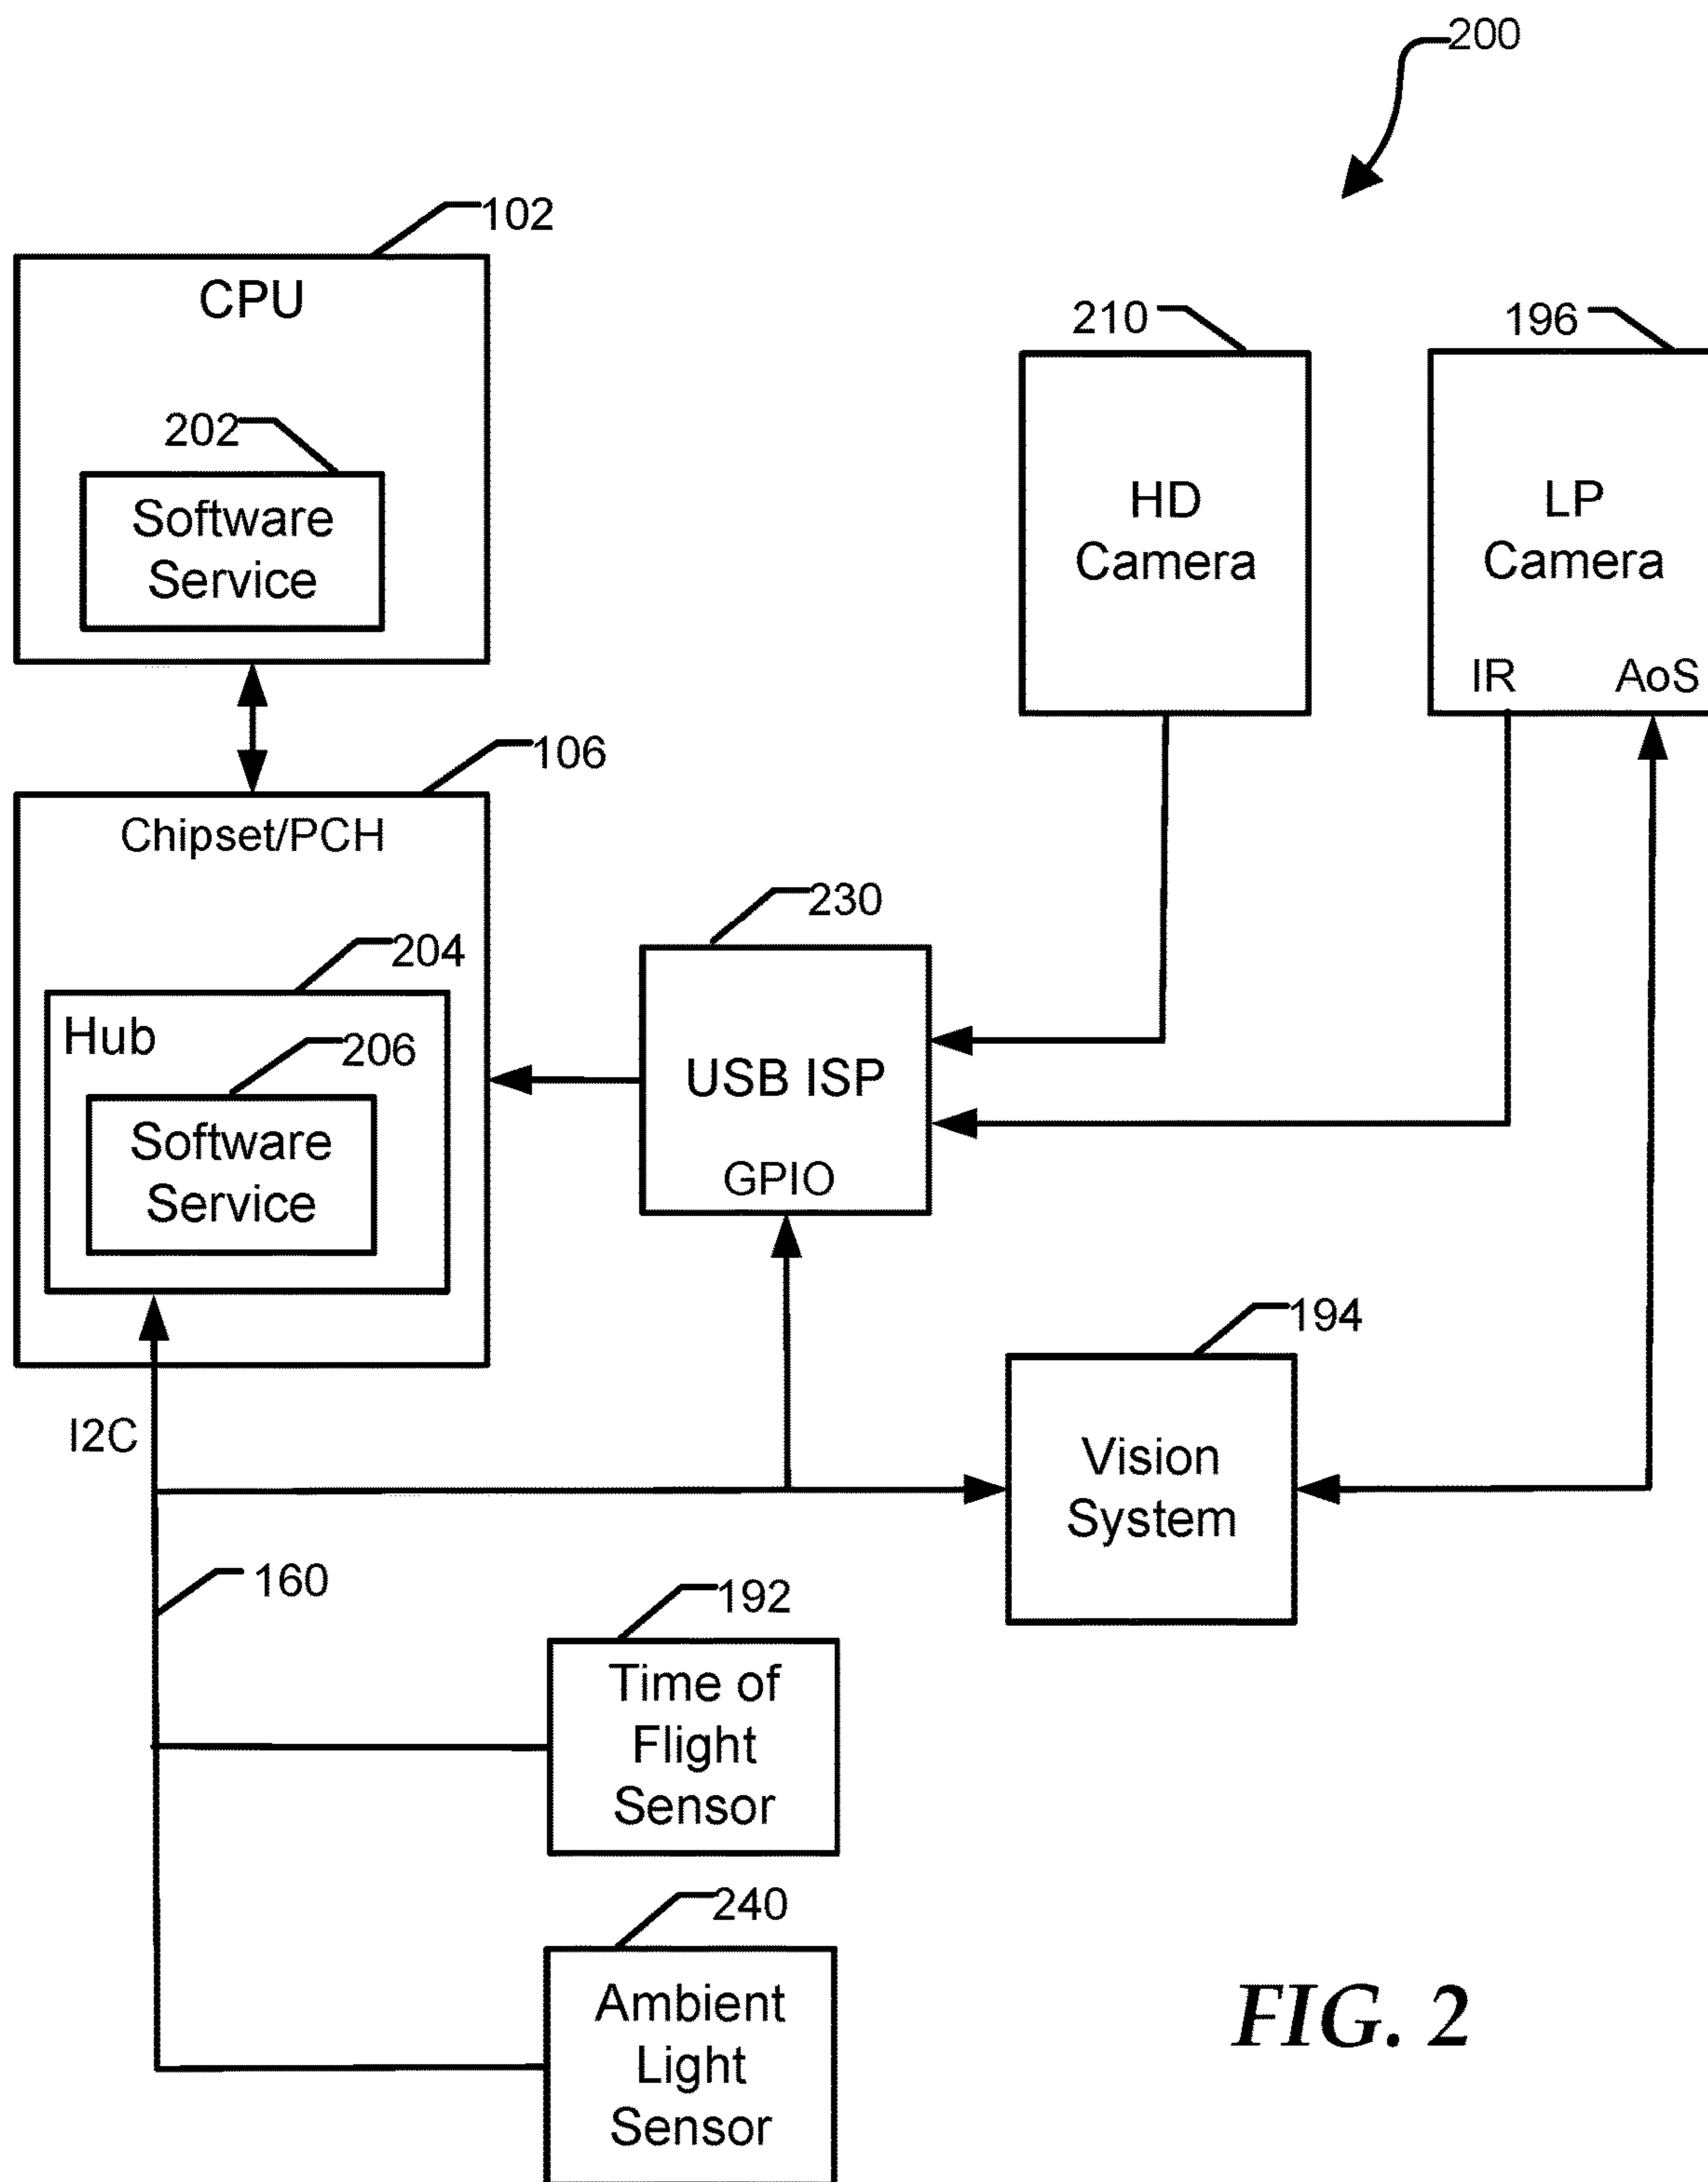 200
102
CPU
202
Software
Service
210
HD
Camera
196
LP
Camera
IR
AoS
106
Chipset/PCH
204
Hub
206
Software
Service
230
USB ISP
GPIO
I2C
194
Vision
System
160
192
Time of
Flight
Sensor
240
Ambient
Light
Sensor
FIG. 2